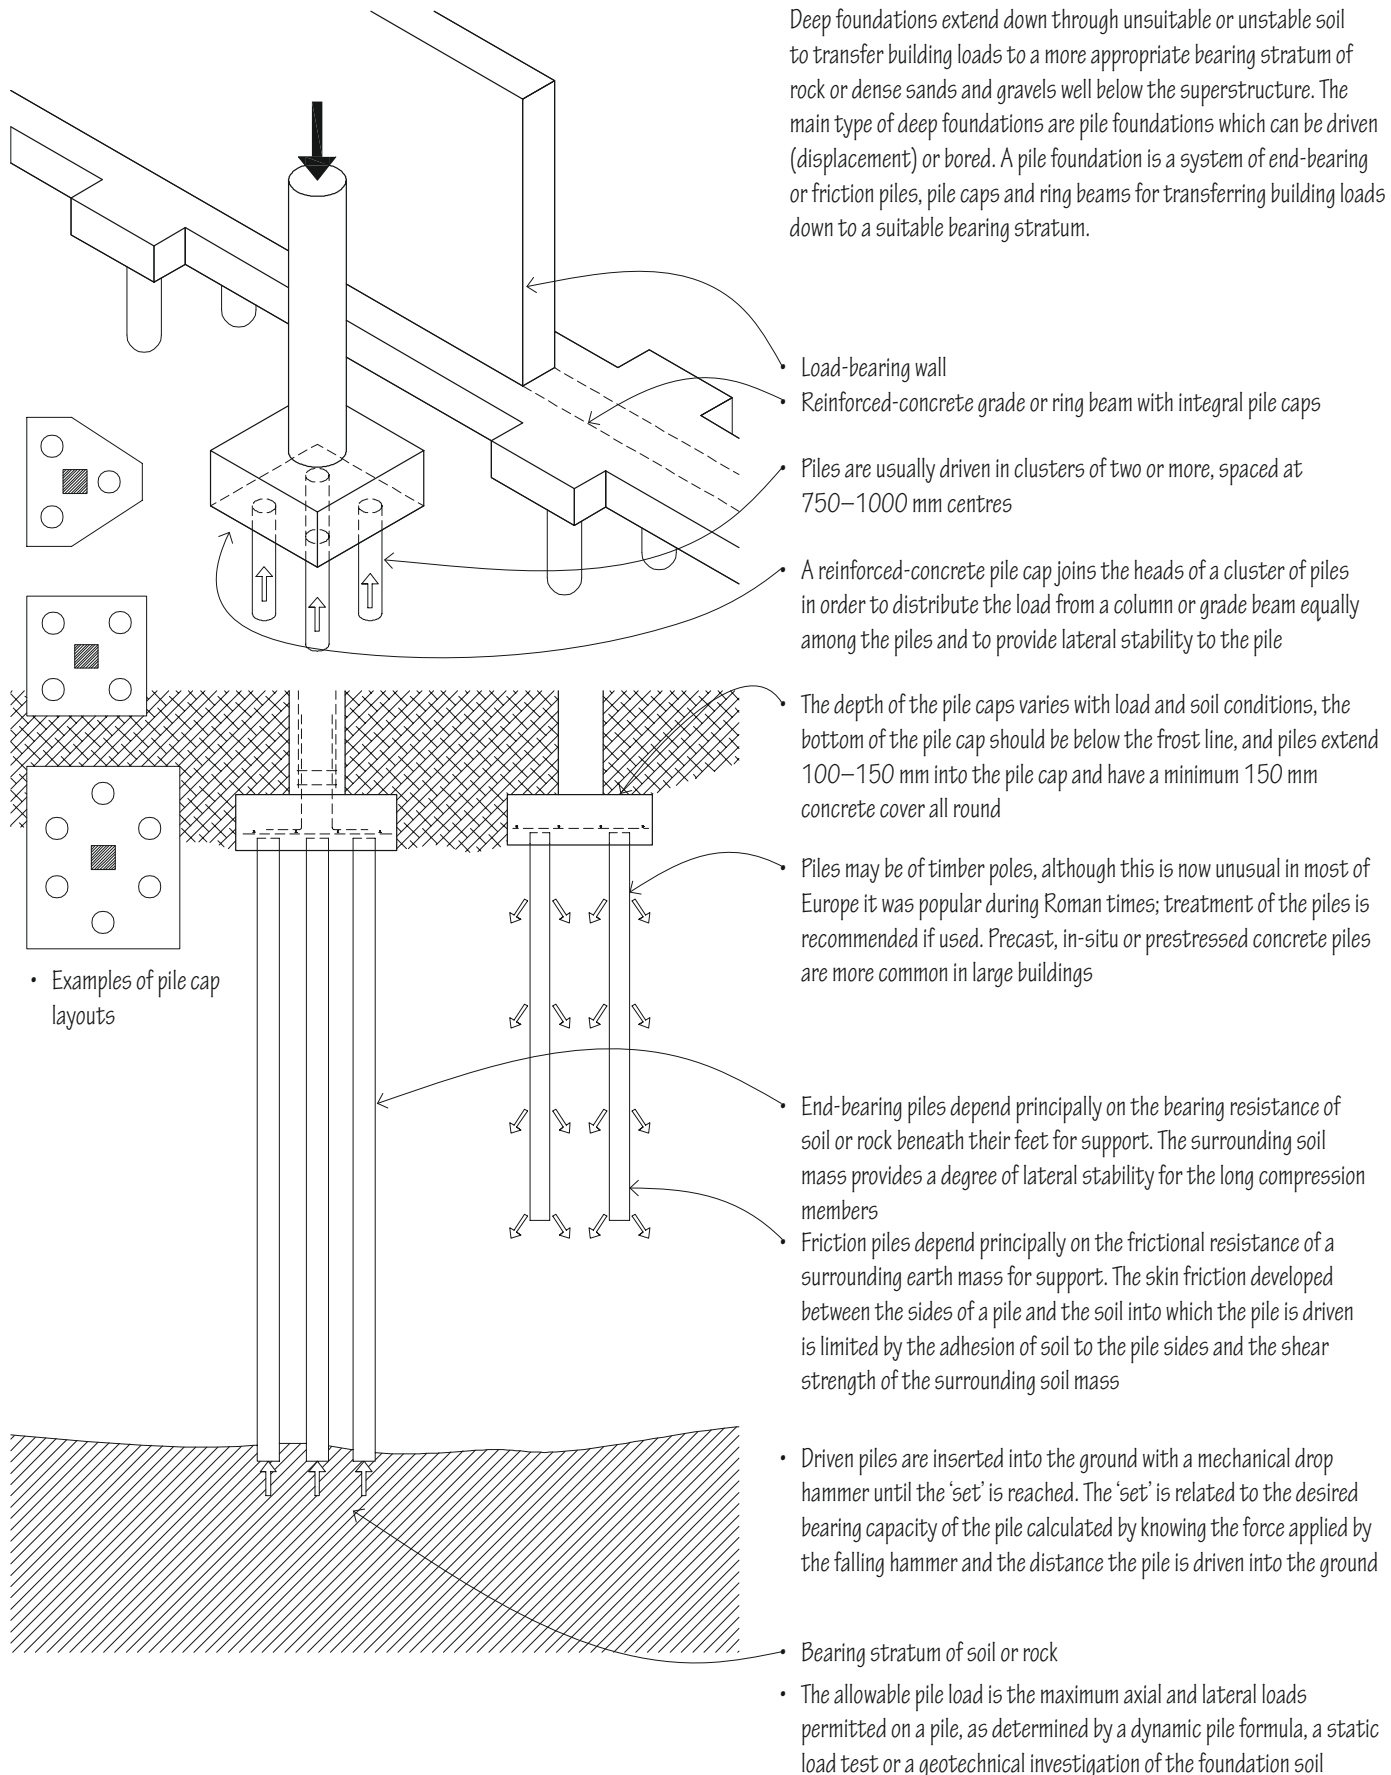 Deep foundations extend down through unsuitable or unstable soil
to transfer building loads to a more appropriate bearing stratum of
rock or dense sands and gravels well below the superstructure. The
main type of deep foundations are pile foundations which can be driven
(displacement) or bored. A pile foundation is a system of end-bearing
or friction piles, pile caps and ring beams for transferring building loads
down to a suitable bearing stratum.
• Load-bearing wall
• Reinforced-concrete grade or ring beam with integral pile caps
• Piles are usually driven in clusters of two or more, spaced at
750–1000 mm centres
• A reinforced-concrete pile cap joins the heads of a cluster of piles
in order to distribute the load from a column or grade beam equally
among the piles and to provide lateral stability to the pile
• The depth of the pile caps varies with load and soil conditions, the
bottom of the pile cap should be below the frost line, and piles extend
100–150 mm into the pile cap and have a minimum 150 mm
concrete cover all round
• Piles may be of timber poles, although this is now unusual in most of
Europe it was popular during Roman times; treatment of the piles is
recommended if used. Precast, in-situ or prestressed concrete piles
are more common in large buildings
• Examples of pile cap
layouts
• End-bearing piles depend principally on the bearing resistance of
soil or rock beneath their feet for support. The surrounding soil
mass provides a degree of lateral stability for the long compression
members
• Friction piles depend principally on the frictional resistance of a
surrounding earth mass for support. The skin friction developed
between the sides of a pile and the soil into which the pile is driven
is limited by the adhesion of soil to the pile sides and the shear
strength of the surrounding soil mass
• Driven piles are inserted into the ground with a mechanical drop
hammer until the ‘set’ is reached. The ‘set’ is related to the desired
bearing capacity of the pile calculated by knowing the force applied by
the falling hammer and the distance the pile is driven into the ground
• Bearing stratum of soil or rock
• The allowable pile load is the maximum axial and lateral loads
permitted on a pile, as determined by a dynamic pile formula, a static
load test or a geotechnical investigation of the foundation soil